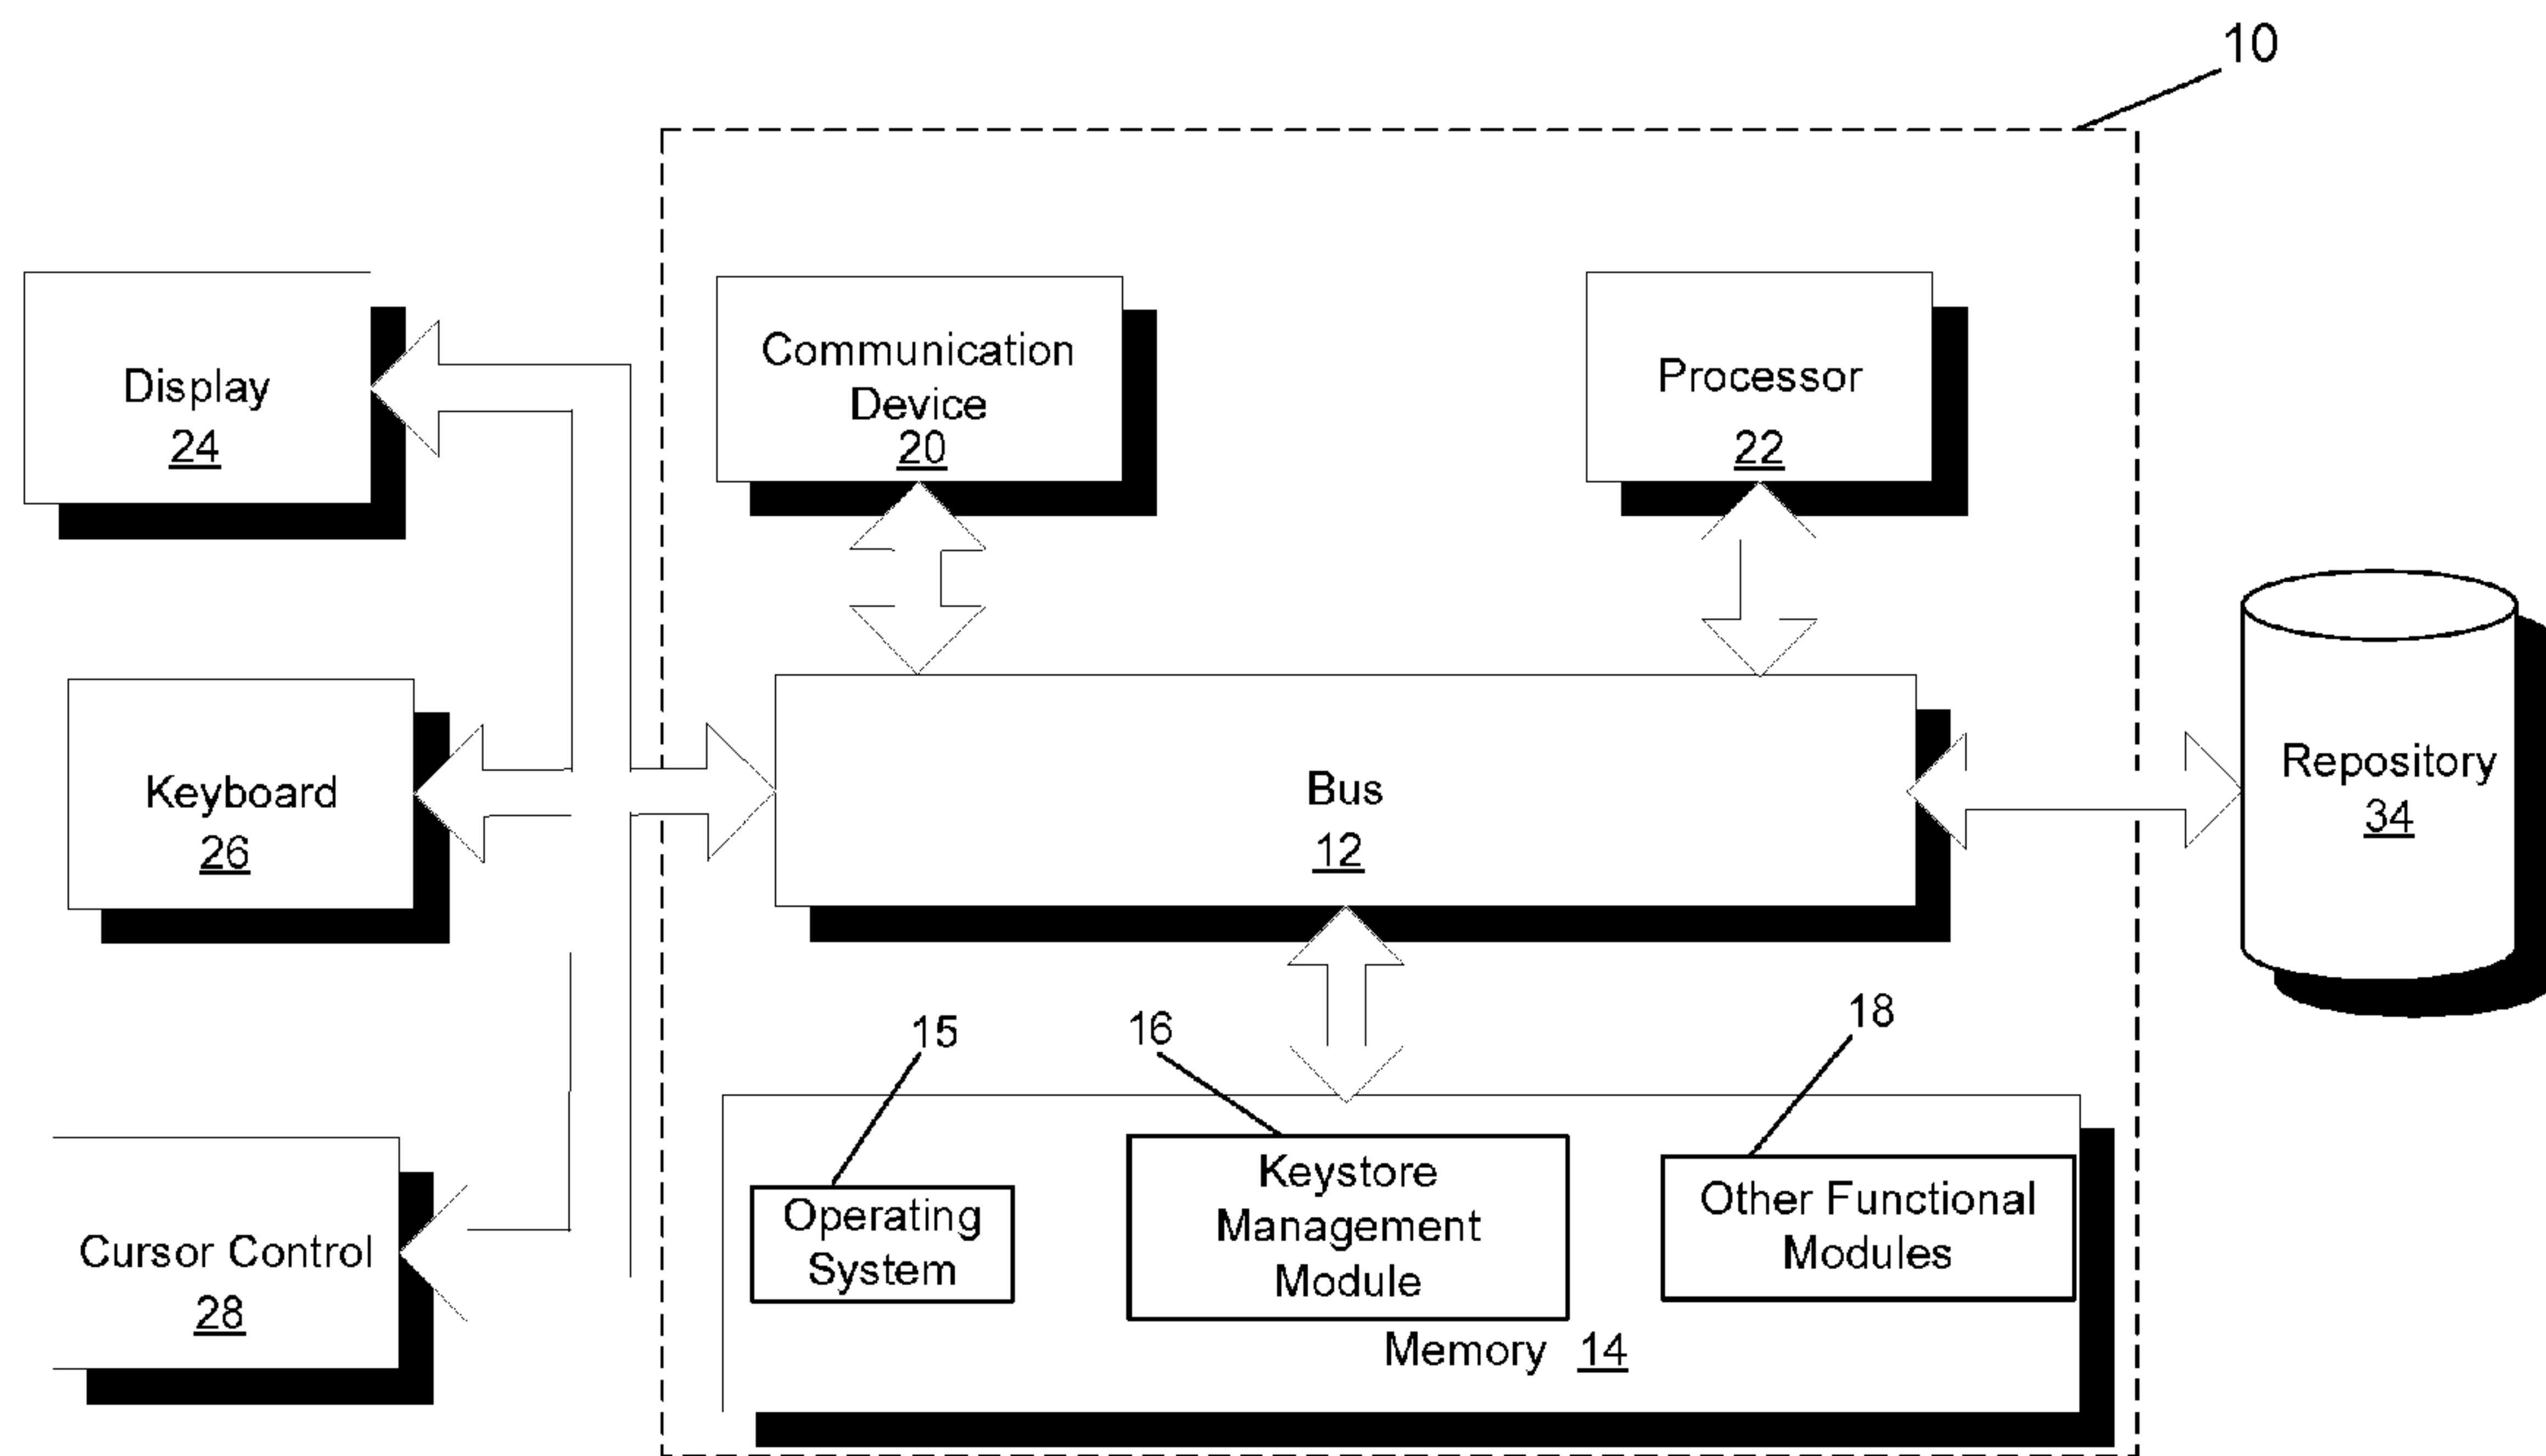 10
Display
24
Communication
Device
20
Processor
22
Keyboard
26
Bus
12
Repository
34
15
16
18
Cursor Control
28
Operating
System
Keystore
Management
Module
Other Functional
Modules
Memory 14